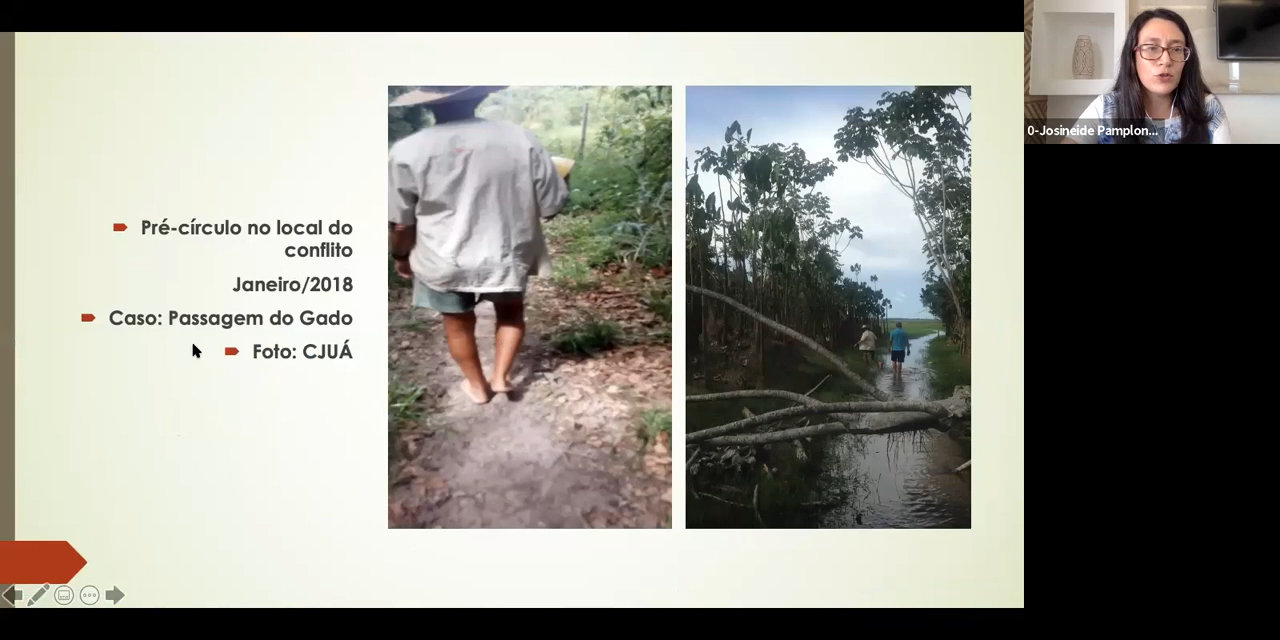 Pré-círculo no local do
conflito
Janeiro/2018
Caso: Passagem do Gado
Foto: CJUÁ
0-Josineide Pamplon...